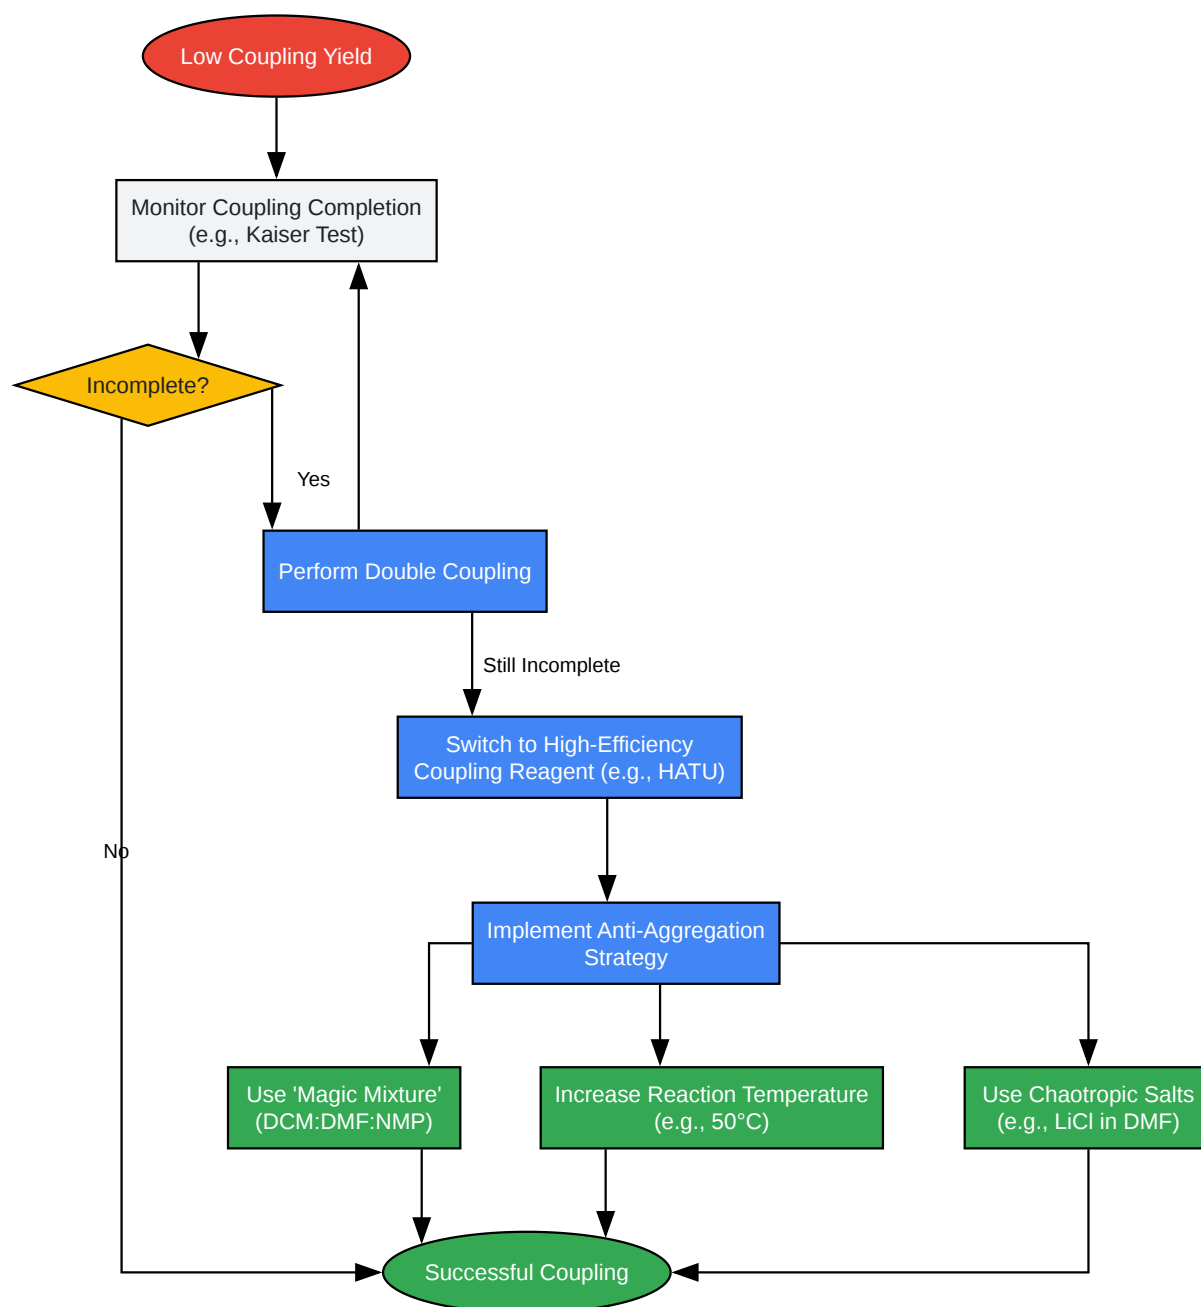 Low Coupling Yield
Monitor Coupling Completion
(e.g., Kaiser Test)
Incomplete?
Yes
Perform Double Coupling
Still Incomplete
Switch to High-Efficiency
Coupling Reagent (e.g., HATU)
No
Implement Anti-Aggregation
Strategy
Use 'Magic Mixture'
(DCM:DMF:NMP)
Increase Reaction Temperature
(e.g., 50°C)
Use Chaotropic Salts
(e.g., LiCl in DMF)
Successful Coupling